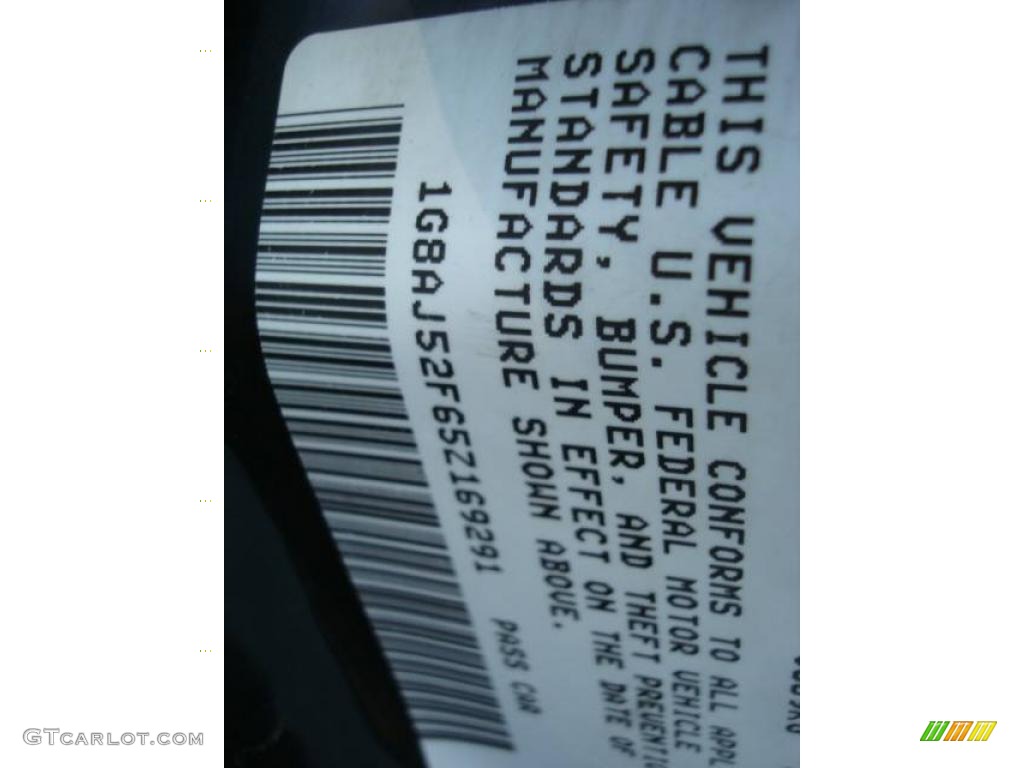 THIS VEHICLE CONFORMS TO ALL APPL
CABLE U.S. FEDERAL MOTOR VEHICLE
SAFETY, BUMPER, AND THEFT PREVENTIO
STANDARDS IN EFFECT ON THE DATE OF
MANUFACTURE SHOWN ABOVE.
1G8AJ52F65Z169291 PASS CAR
GTCARLOT.COM